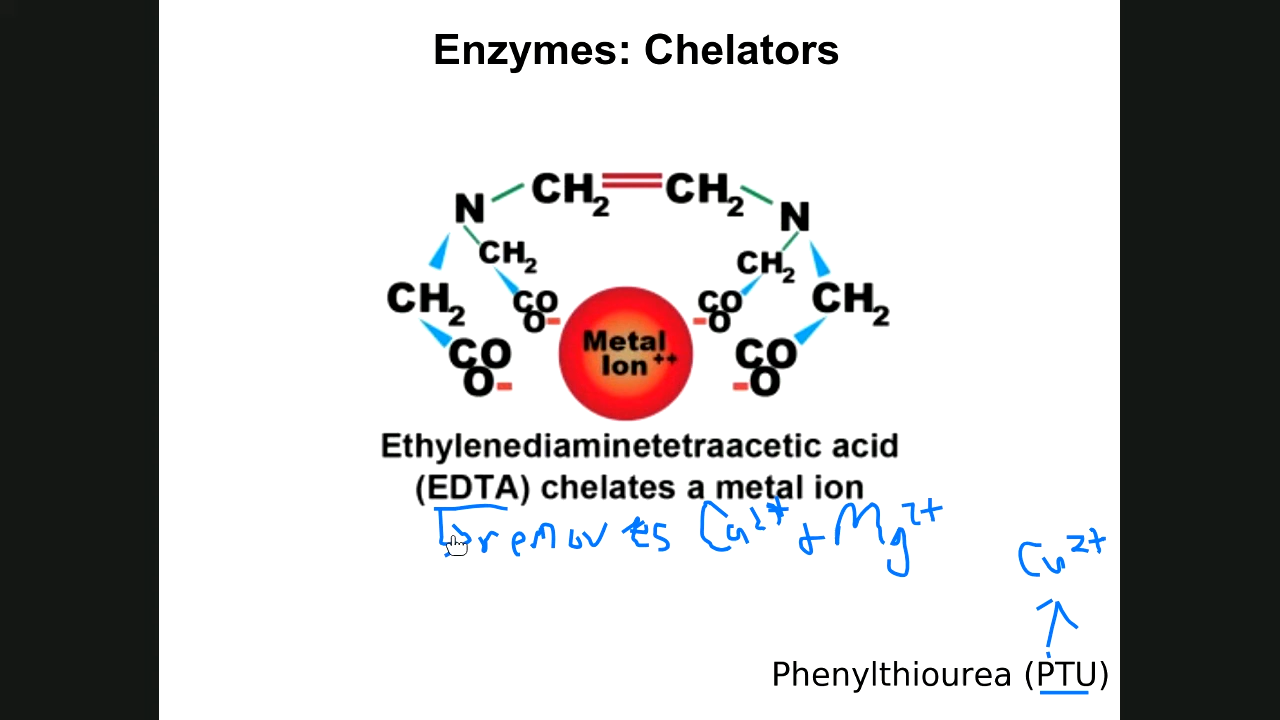 Enzymes: Chelators
N CH2 CH2 N
CH2 CH2
CH2 CH2
CO O- CO -O
CO O- CO -O
Metal
Ion ++
Ethylenediaminetetraacetic acid
(EDTA) chelates a metal ion
removes Ca2+ + Mg2+
Cu2+
Phenylthiourea (PTU)